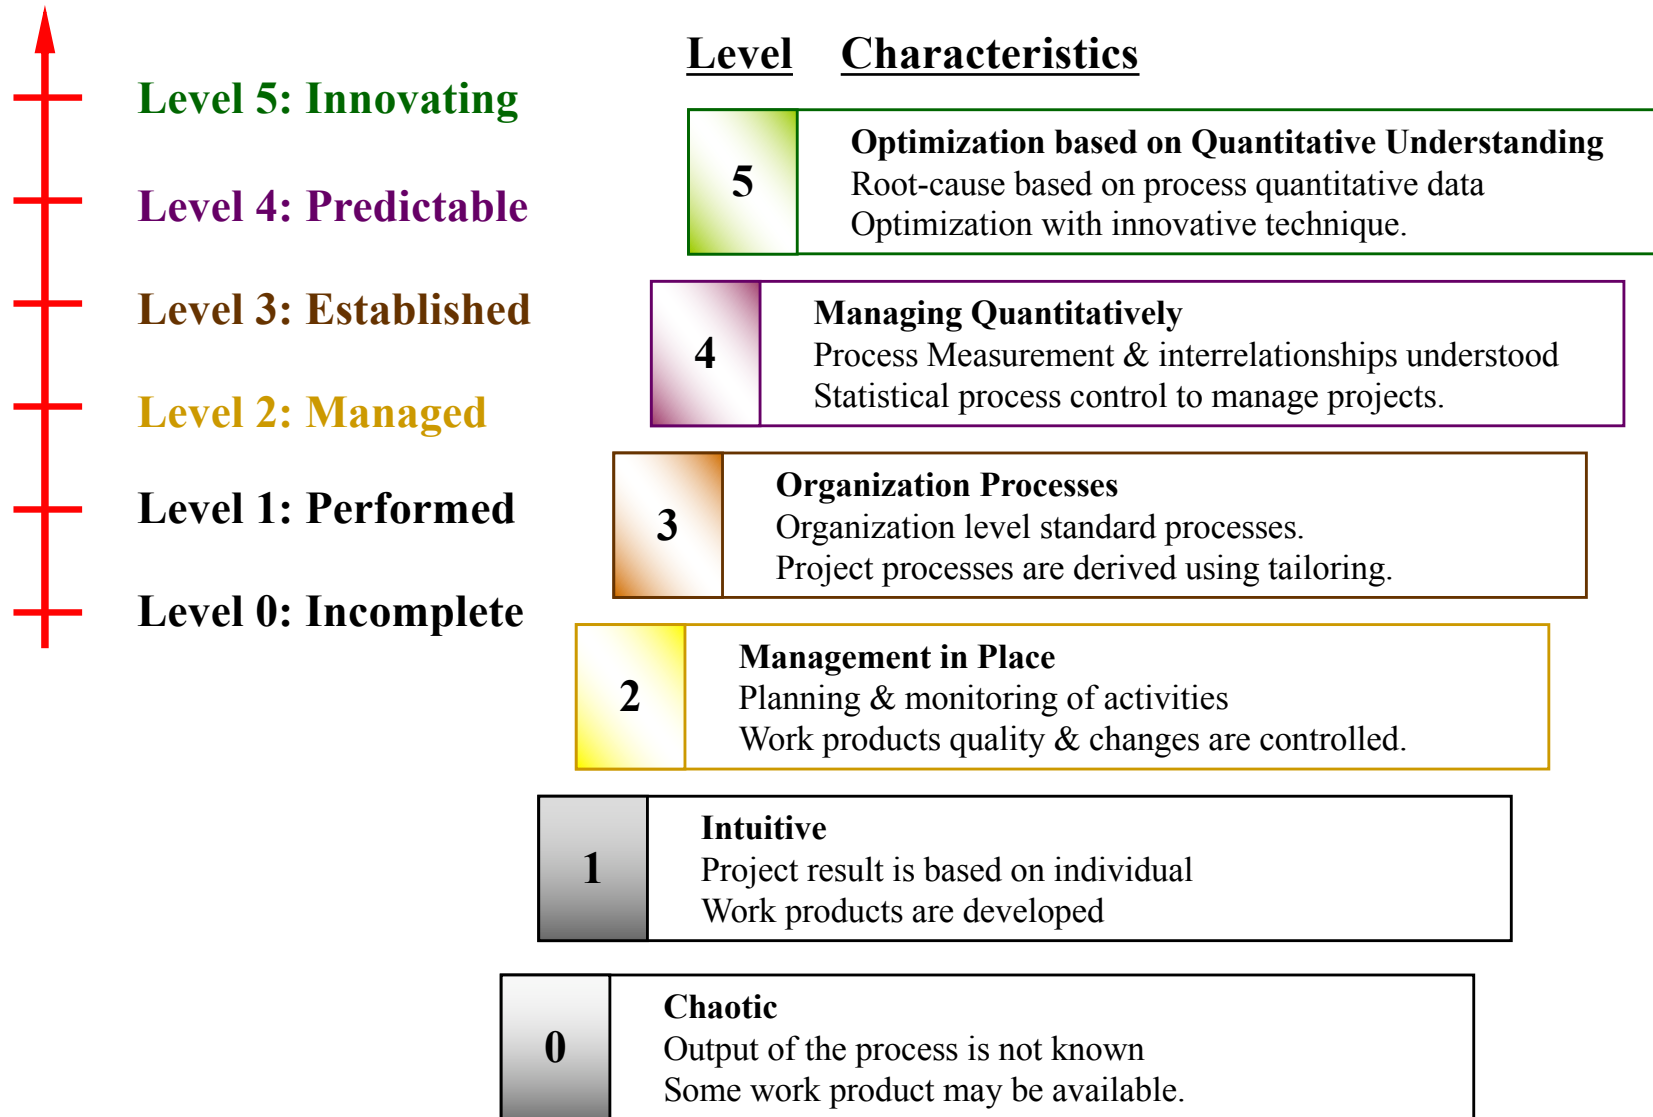 Level 5: Innovating
Level 4: Predictable
Level 3: Established
Level 2: Managed
Level 1: Performed
Level 0: Incomplete
Level Characteristics
5
Optimization based on Quantitative Understanding
Root-cause based on process quantitative data
Optimization with innovative technique.
4
Managing Quantitatively
Process Measurement & interrelationships understood
Statistical process control to manage projects.
3
Organization Processes
Organization level standard processes.
Project processes are derived using tailoring.
2
Management in Place
Planning & monitoring of activities
Work products quality & changes are controlled.
1
Intuitive
Project result is based on individual
Work products are developed
0
Chaotic
Output of the process is not known
Some work product may be available.